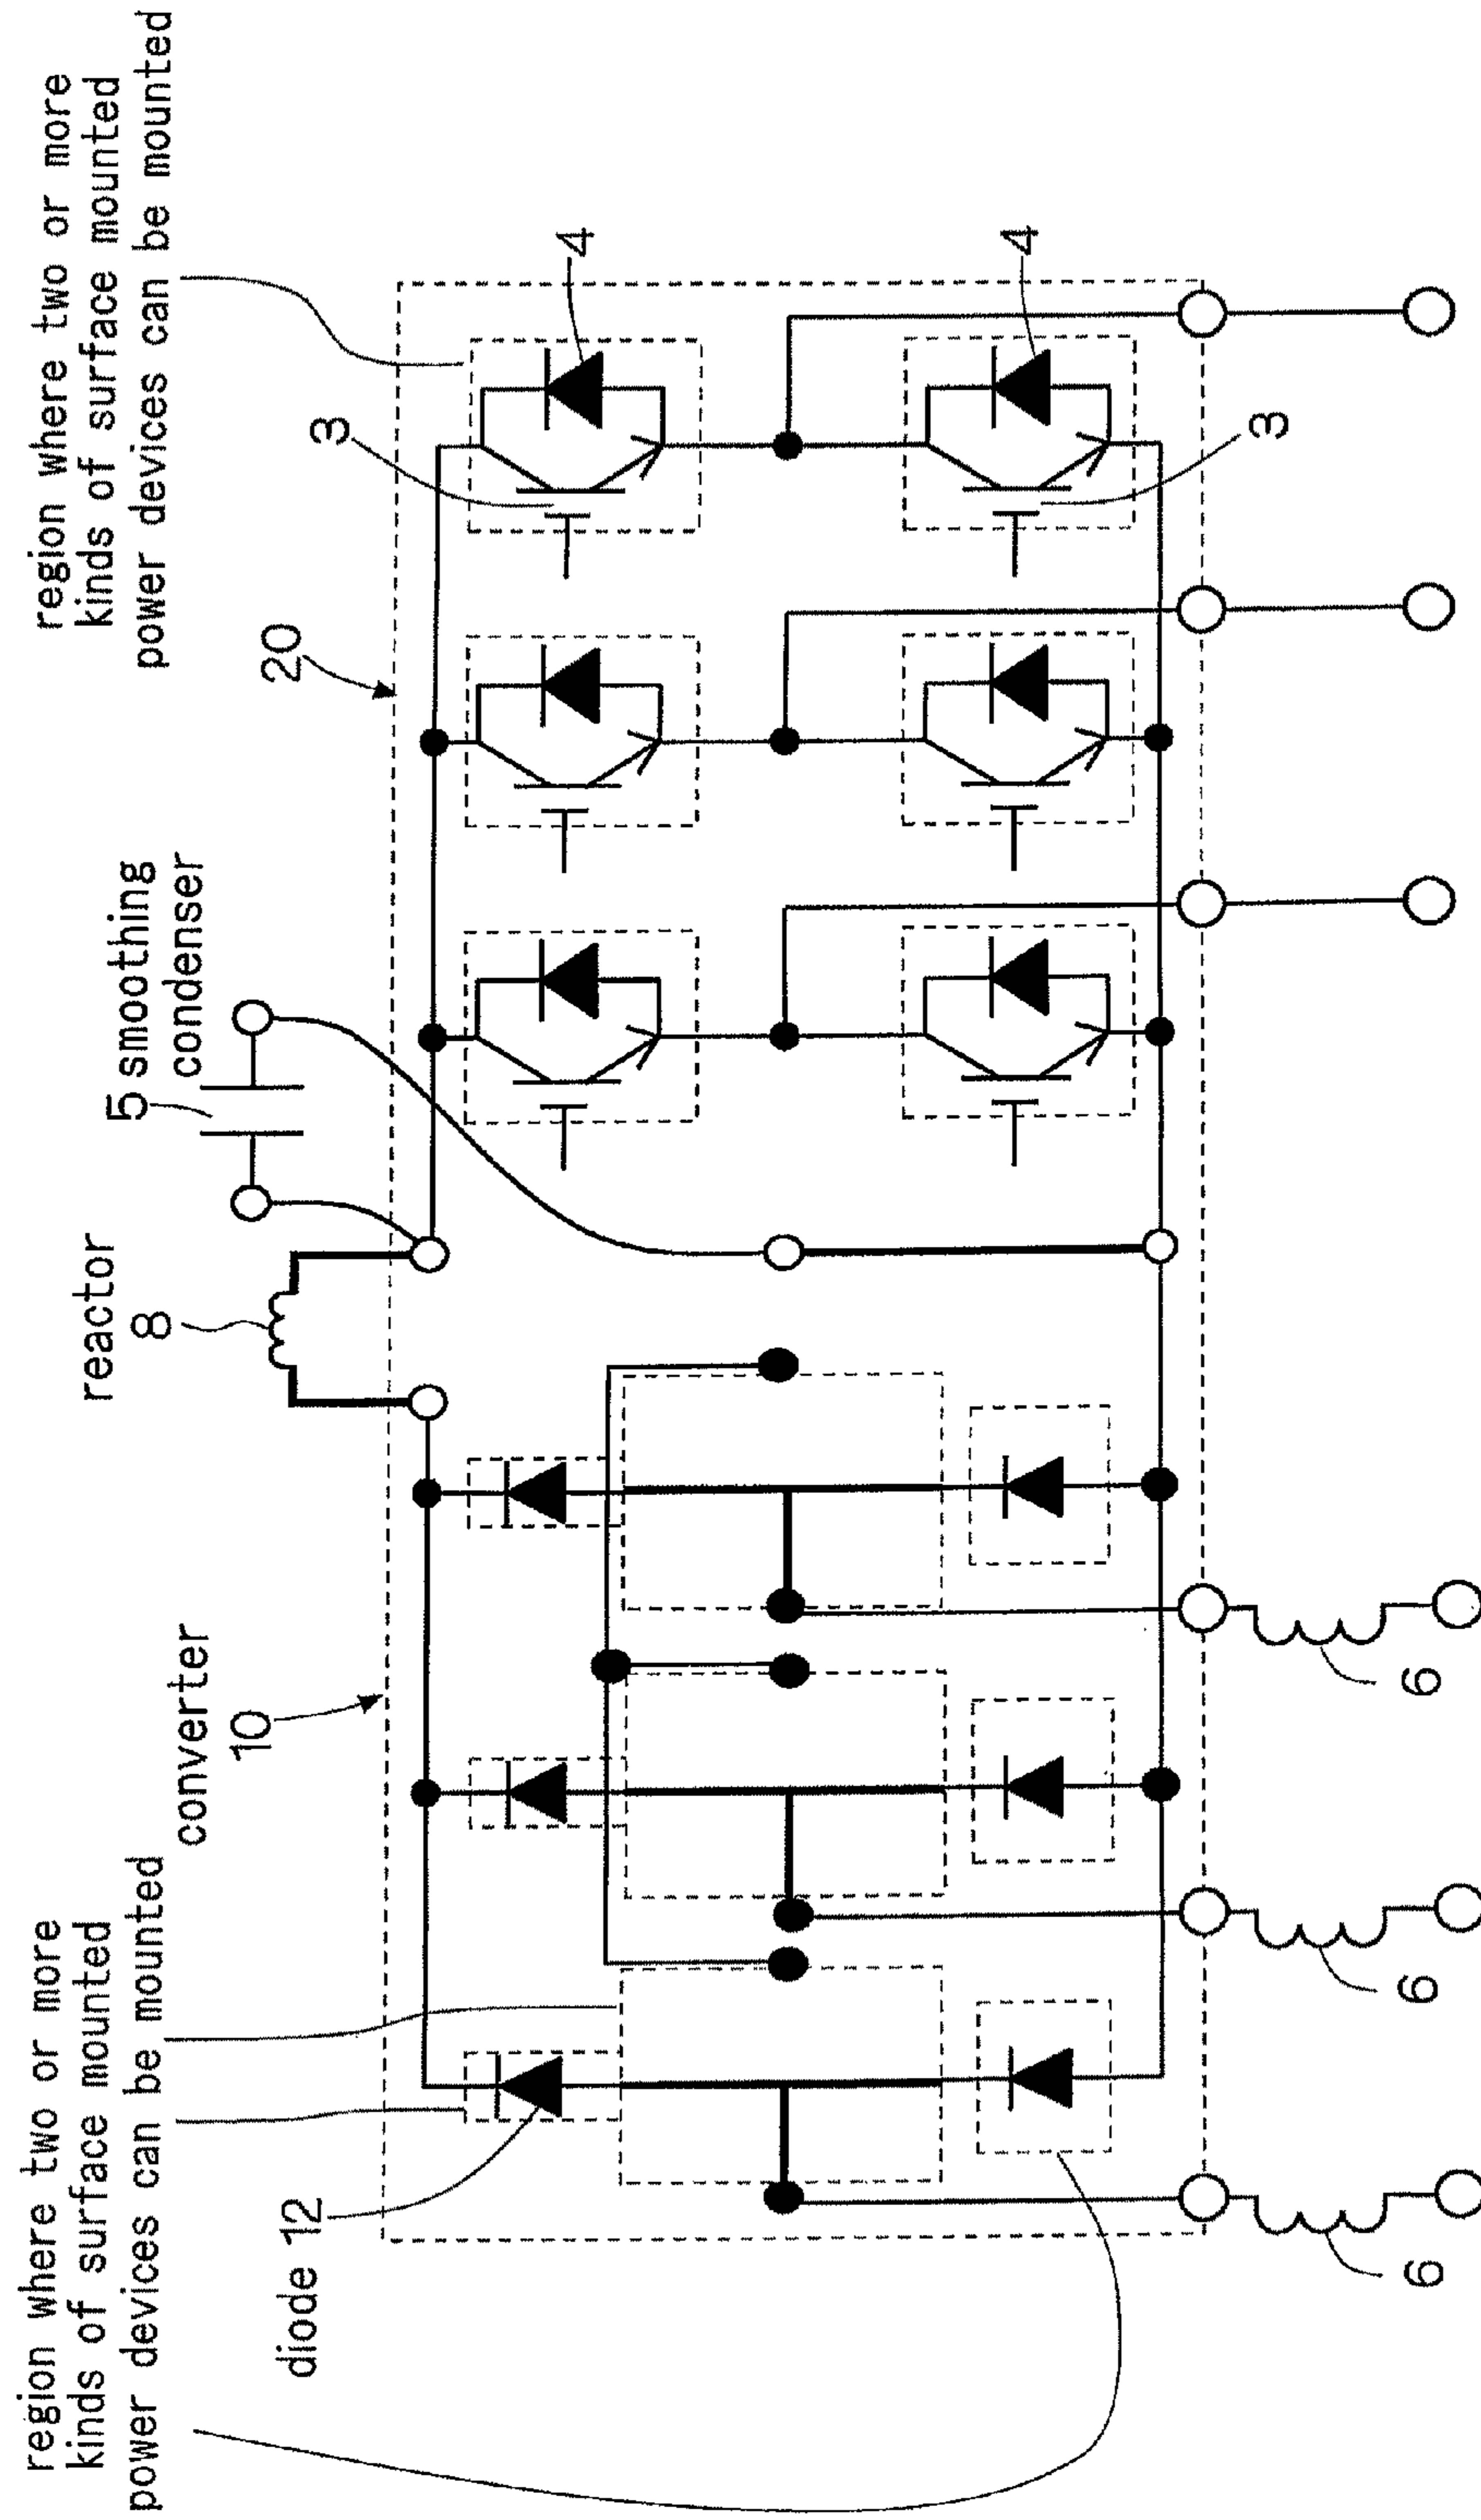 region where two or more
kinds of surface mounted
power devices can be mounted
converter
10
reactor
8
5 smoothing
condenser
20
region where two or more
kinds of surface mounted
power devices can be mounted
diode 12
3
4
3
4
6
6
6